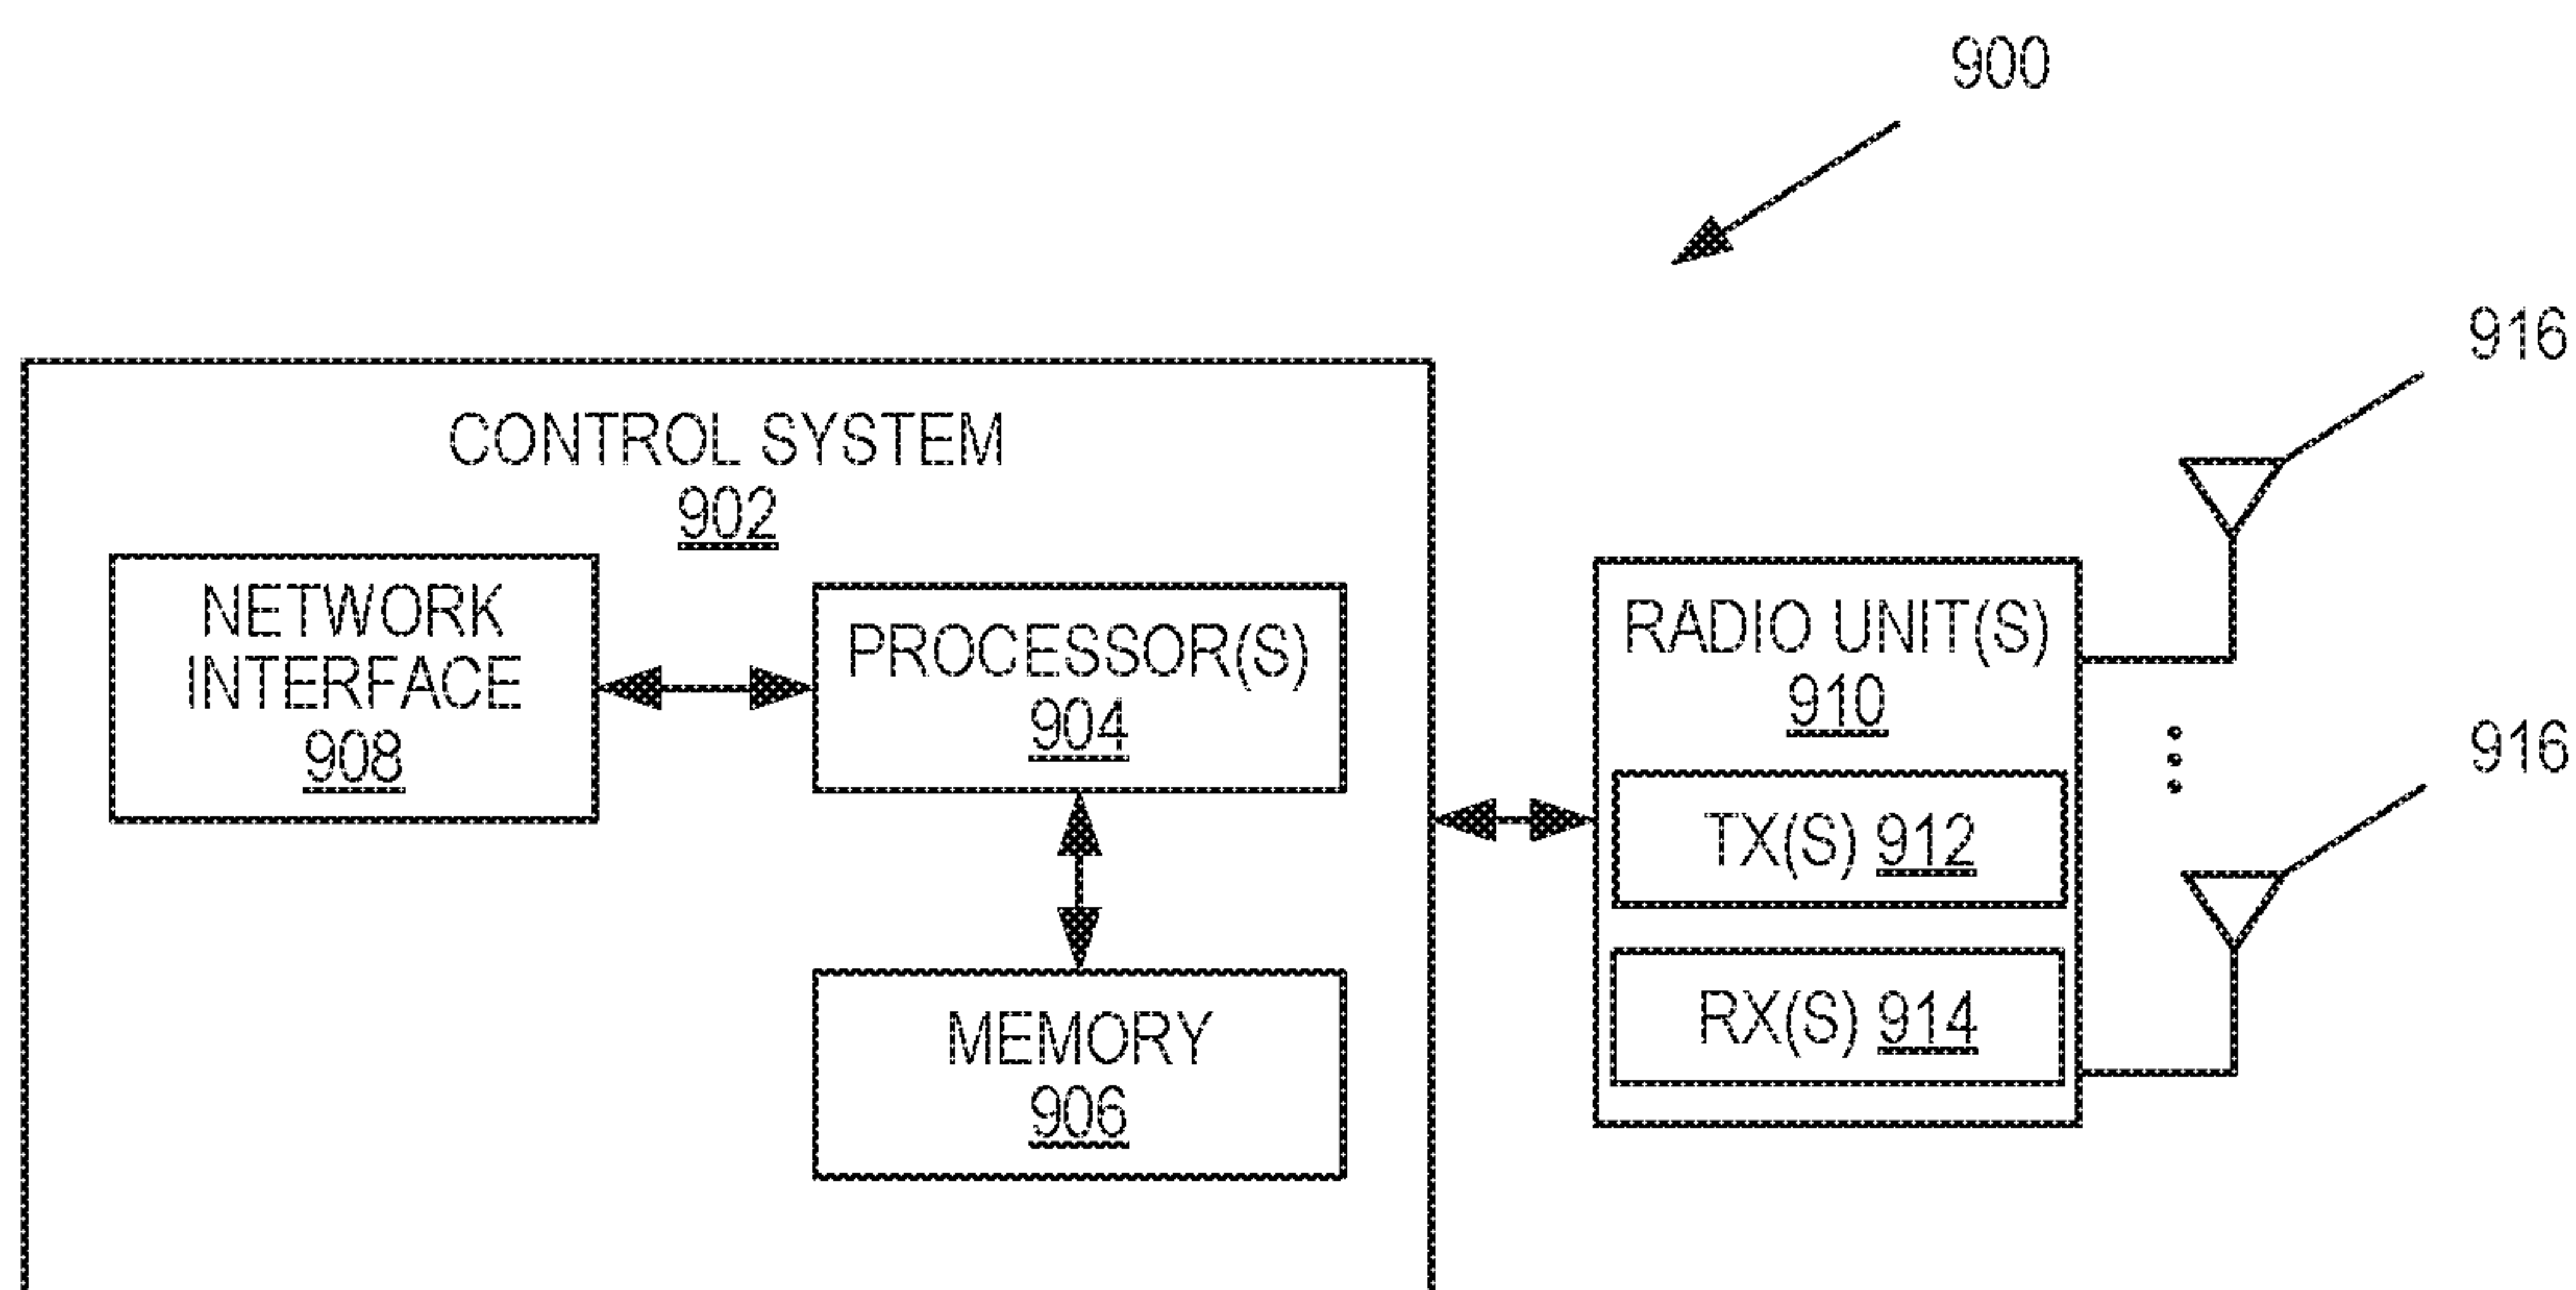 900
916
CONTROL SYSTEM
902
NETWORK
INTERFACE
908
PROCESSOR(S)
904
MEMORY
906
RADIO UNIT(S)
910
TX(S) 912
RX(S) 914
916